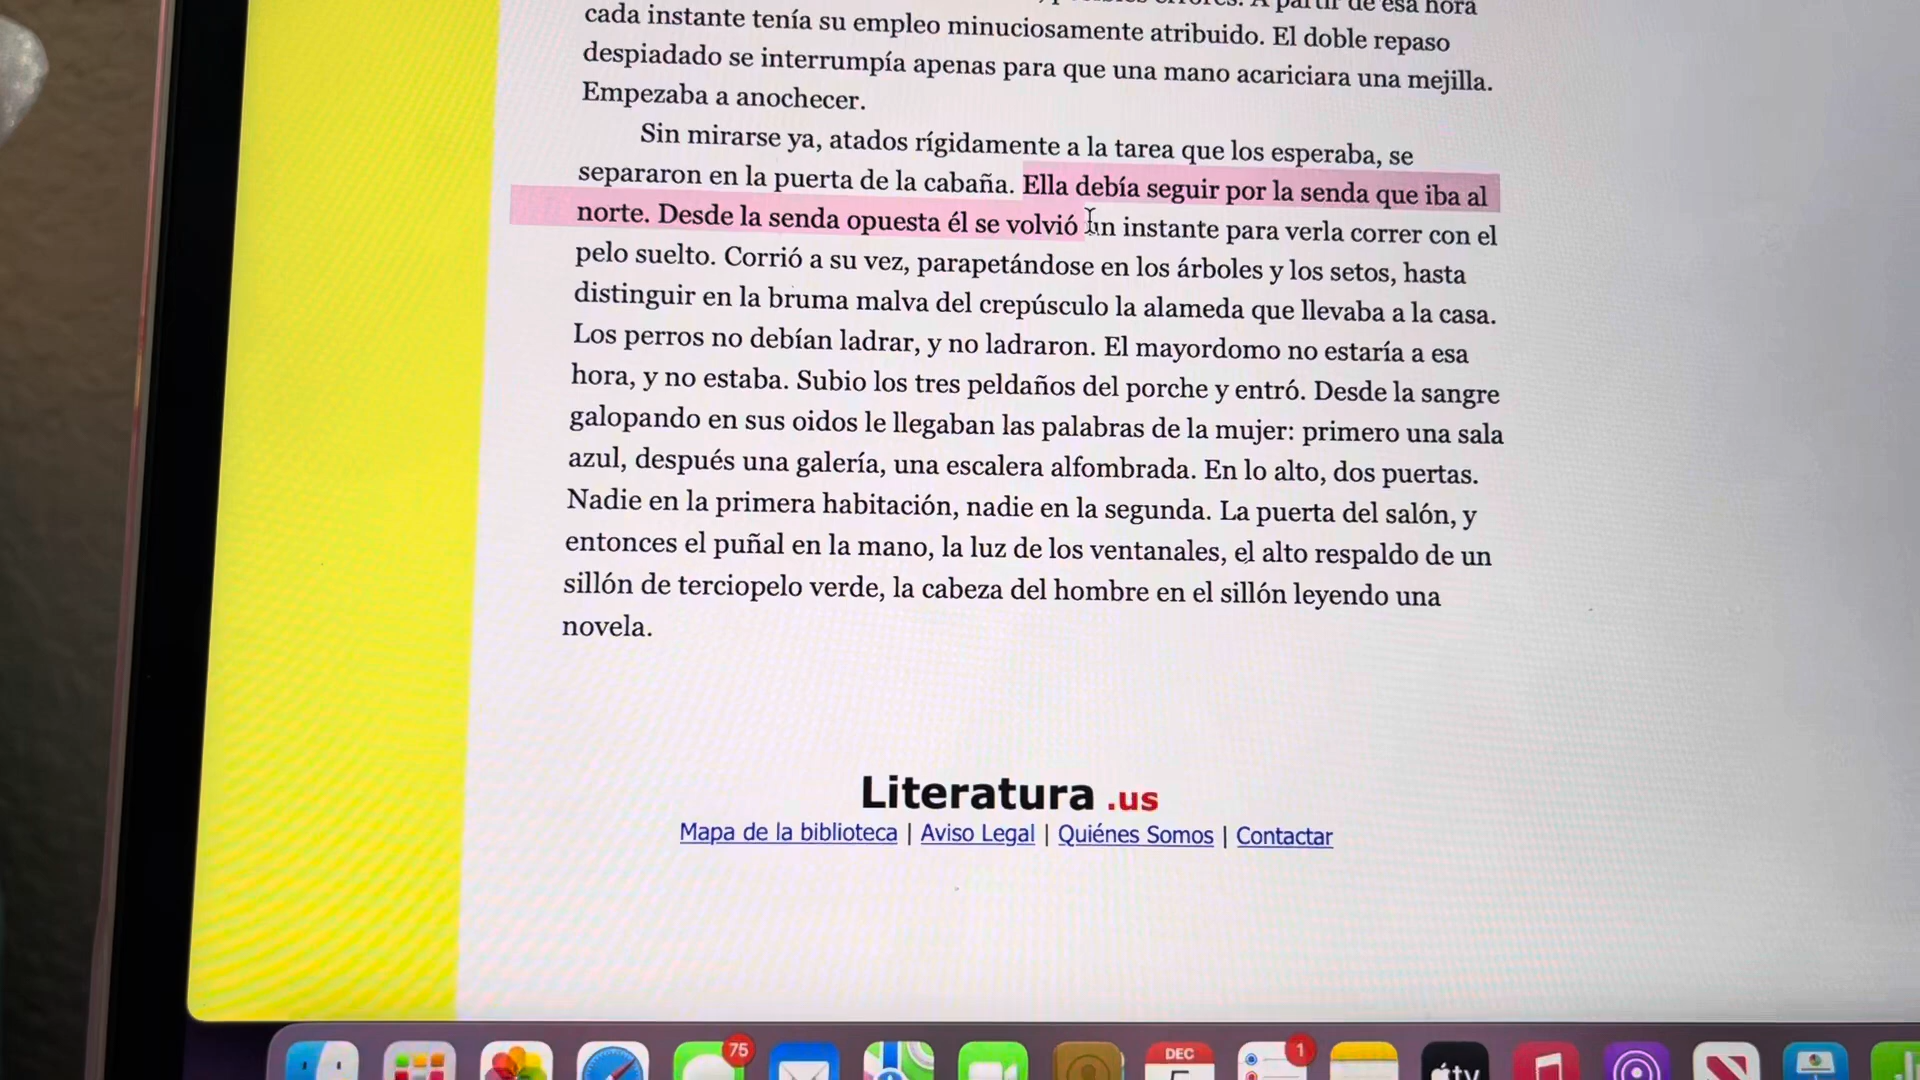 errores. A partir de esa hora
cada instante tenía su empleo minuciosamente atribuido. El doble repaso
despiadado se interrumpía apenas para que una mano acariciara una mejilla.
Empezaba a anochecer.
Sin mirarse ya, atados rígidamente a la tarea que los esperaba, se
separaron en la puerta de la cabaña. Ella debía seguir por la senda que iba al
norte. Desde la senda opuesta él se volvió un instante para verla correr con el
pelo suelto. Corrió a su vez, parapetándose en los árboles y los setos, hasta
distinguir en la bruma malva del crepúsculo la alameda que llevaba a la casa.
Los perros no debían ladrar, y no ladraron. El mayordomo no estaría a esa
hora, y no estaba. Subio los tres peldaños del porche y entró. Desde la sangre
galopando en sus oidos le llegaban las palabras de la mujer: primero una sala
azul, después una galería, una escalera alfombrada. En lo alto, dos puertas.
Nadie en la primera habitación, nadie en la segunda. La puerta del salón, y
entonces el puñal en la mano, la luz de los ventanales, el alto respaldo de un
sillón de terciopelo verde, la cabeza del hombre en el sillón leyendo una
novela.
Literatura .us
Mapa de la biblioteca | Aviso Legal | Quiénes Somos | Contactar
75
DEC
1
tv